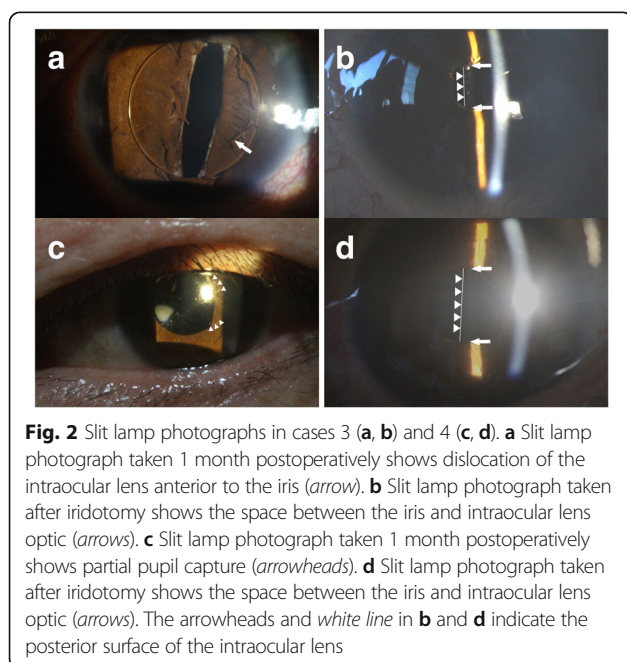 a
b
c
d
Fig. 2 Slit lamp photographs in cases 3 (a, b) and 4 (c, d). a Slit lamp
photograph taken 1 month postoperatively shows dislocation of the
intraocular lens anterior to the iris (arrow). b Slit lamp photograph taken
after iridotomy shows the space between the iris and intraocular lens
optic (arrows). c Slit lamp photograph taken 1 month postoperatively
shows partial pupil capture (arrowheads). d Slit lamp photograph taken
after iridotomy shows the space between the iris and intraocular lens
optic (arrows). The arrowheads and white line in b and d indicate the
posterior surface of the intraocular lens